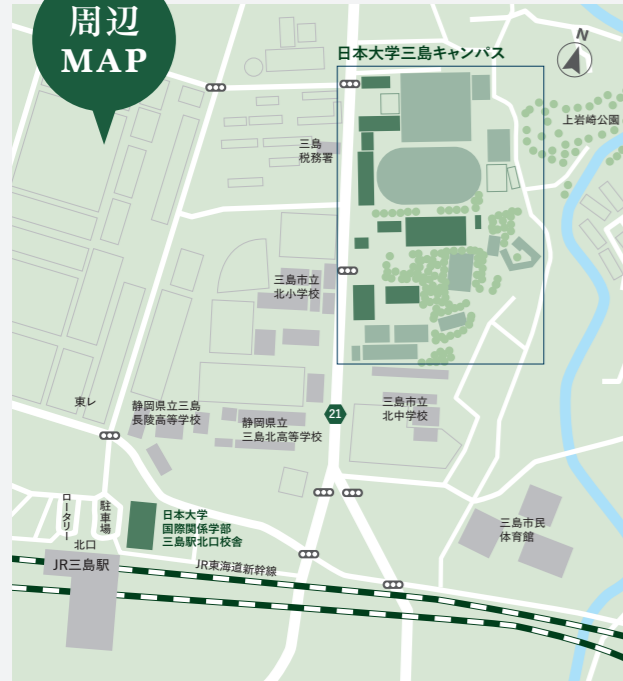 周辺
MAP
日本大学三島キャンパス
N
上岩崎公園
三島
税務署
三島市立
北小学校
東レ
静岡県立三島
長陵高等学校
静岡県立
三島北高等学校
21
三島市立
北中学校
ロータリー
駐車場
日本大学
国際関係学部
三島駅北口校舎
三島市民
体育館
北口
JR三島駅
JR東海道新幹線